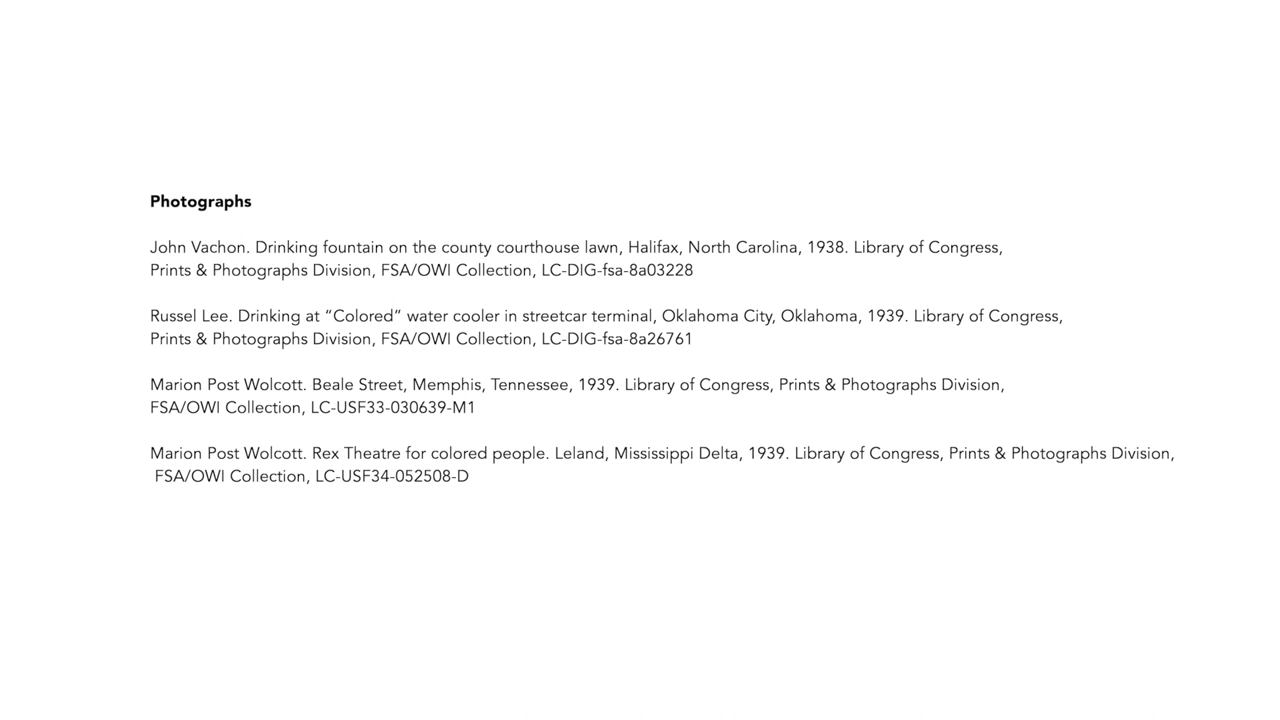 Photographs
John Vachon. Drinking fountain on the county courthouse lawn, Halifax, North Carolina, 1938. Library of Congress,
Prints & Photographs Division, FSA/OWI Collection, LC-DIG-fsa-8a03228
Russel Lee. Drinking at “Colored” water cooler in streetcar terminal, Oklahoma City, Oklahoma, 1939. Library of Congress,
Prints & Photographs Division, FSA/OWI Collection, LC-DIG-fsa-8a26761
Marion Post Wolcott. Beale Street, Memphis, Tennessee, 1939. Library of Congress, Prints & Photographs Division,
FSA/OWI Collection, LC-USF33-030639-M1
Marion Post Wolcott. Rex Theatre for colored people. Leland, Mississippi Delta, 1939. Library of Congress, Prints & Photographs Division,
FSA/OWI Collection, LC-USF34-052508-D